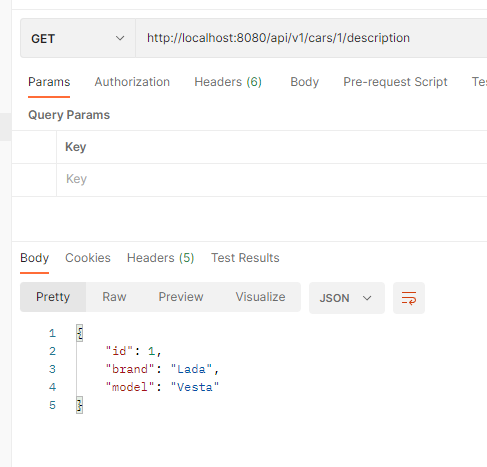 GET http://localhost:8080/api/v1/cars/1/description
Params Authorization Headers (6) Body Pre-request Script Te
Query Params
Key
Key
Body Cookies Headers (5) Test Results
Pretty Raw Preview Visualize JSON
1 {
2 "id": 1,
3 "brand": "Lada",
4 "model": "Vesta"
5 }